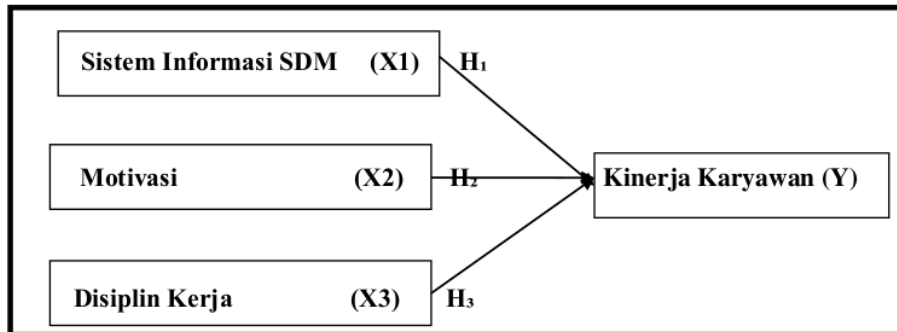 Sistem Informasi SDM (X1) H₁
Motivasi (X2) H₂ Kinerja Karyawan (Y)
Disiplin Kerja (X3) H₃